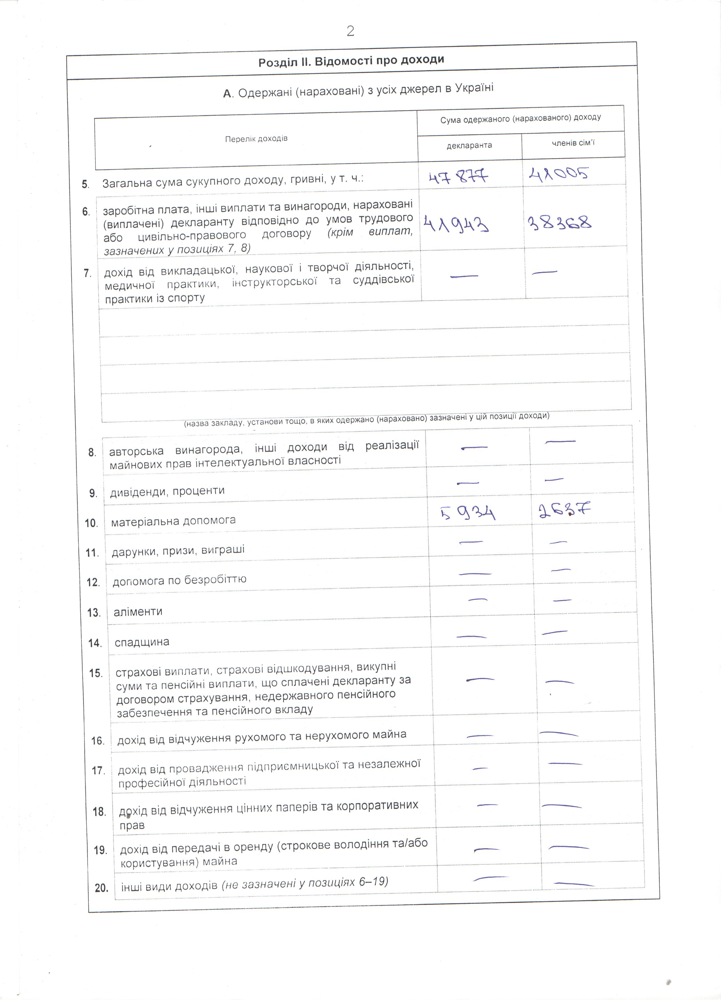 2
Розділ II. Відомості про доходи
А. Одержані (нараховані) з усіх джерел в Україні
Перелік доходів
Сума одержаного (нарахованого) доходу
декларанта
членів сім'ї
5. Загальна сума сукупного доходу, гривні, у т. ч.: 47 877 41005
6. заробітна плата, інші виплати та винагороди, нараховані
(виплачені) декларанту відповідно до умов трудового
або цивільно-правового договору (крім виплат,
зазначених у позиціях 7, 8)
41943 38368
7. дохід від викладацької, наукової і творчої діяльності,
медичної практики, інструкторської та суддівської
практики із спорту
— —
(назва закладу, установи тощо, в яких одержано (нараховано) зазначені у цій позиції доходи)
8. авторська винагорода, інші доходи від реалізації
майнових прав інтелектуальної власності
— —
9. дивіденди, проценти — —
10. матеріальна допомога 5 934 2637
11. дарунки, призи, виграші — —
12. допомога по безробіттю — —
13. аліменти — —
14. спадщина — —
15. страхові виплати, страхові відшкодування, викупні
суми та пенсійні виплати, що сплачені декларанту за
договором страхування, недержавного пенсійного
забезпечення та пенсійного вкладу
— —
16. дохід від відчуження рухомого та нерухомого майна — —
17. дохід від провадження підприємницької та незалежної
професійної діяльності
— —
18. дохід від відчуження цінних паперів та корпоративних
прав
— —
19. дохід від передачі в оренду (строкове володіння та/або
користування) майна
— —
20. інші види доходів (не зазначені у позиціях 6–19) — —